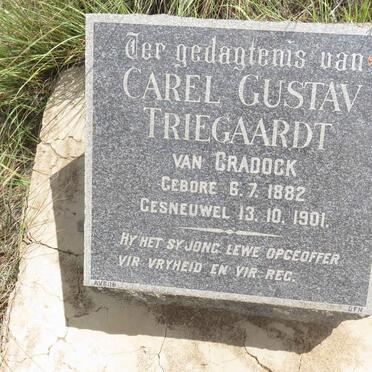 Ter gedagtenis van
CAREL GUSTAV
TRIEGAARDT
VAN CRADOCK
GEBORE 6. 7. 1882
GESNEUWEL 13. 10. 1901.
HY HET SY JONG LEWE OPGEOFFER
VIR VRYHEID EN VIR REG.